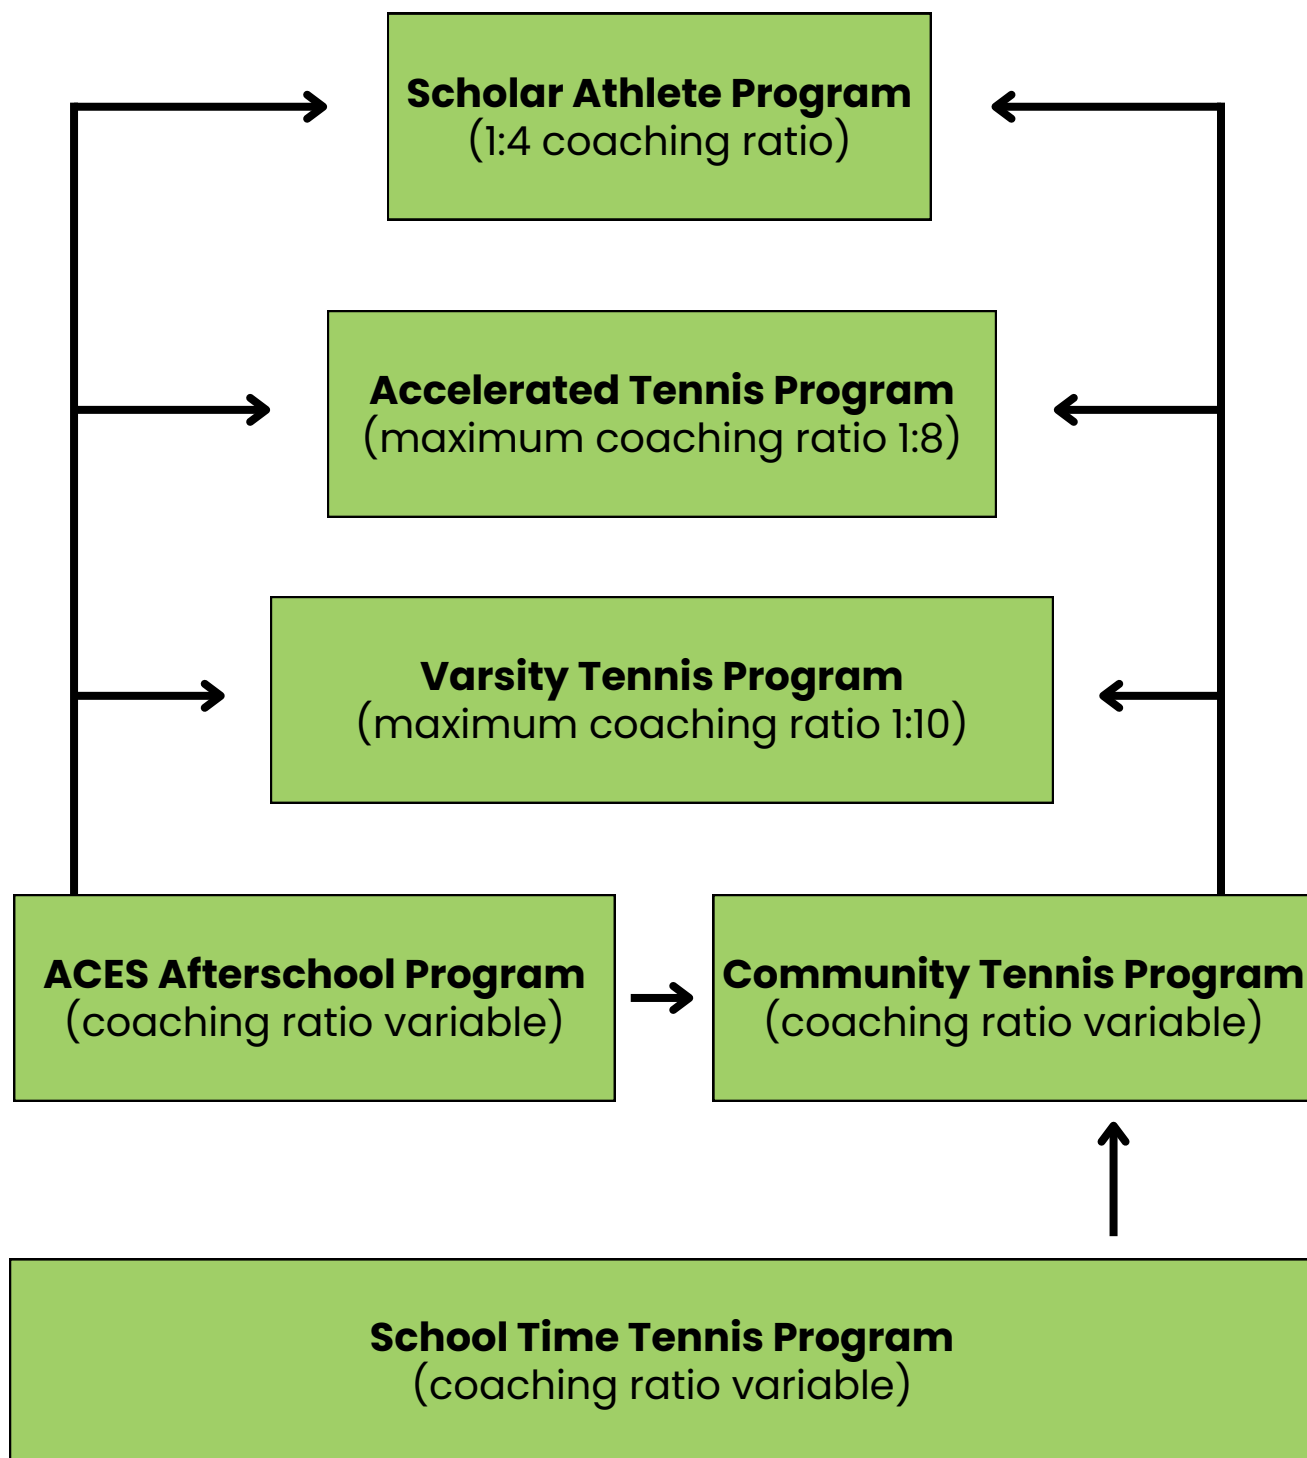 Scholar Athlete Program
(1:4 coaching ratio)
Accelerated Tennis Program
(maximum coaching ratio 1:8)
Varsity Tennis Program
(maximum coaching ratio 1:10)
ACES Afterschool Program
(coaching ratio variable)
Community Tennis Program
(coaching ratio variable)
School Time Tennis Program
(coaching ratio variable)